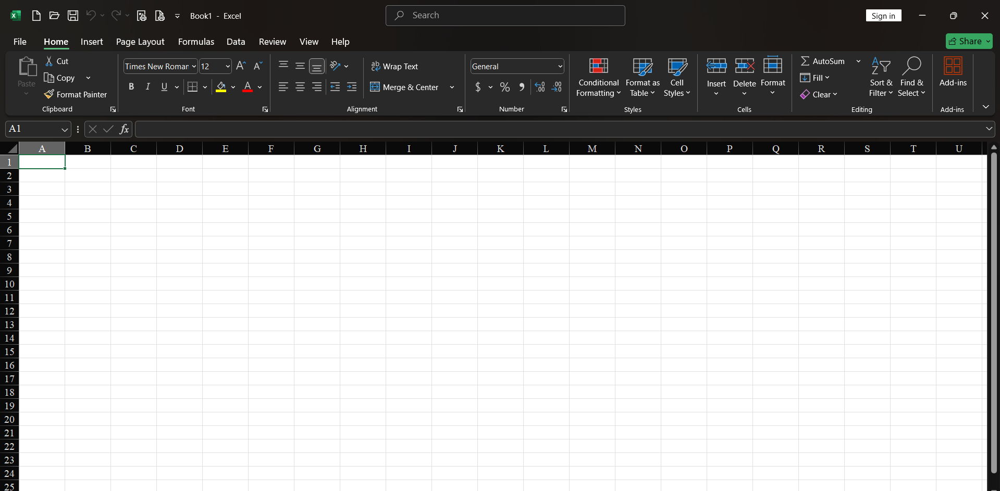 Book1 - Excel
Search
Sign in
File Home Insert Page Layout Formulas Data Review View Help
Share
Paste
Cut
Copy
Format Painter
Clipboard
Times New Roman 12
B I U
Font
Wrap Text
Merge & Center
Alignment
General
$ % 9
Number
Conditional
Formatting
Format as
Table
Cell
Styles
Styles
Insert
Delete
Format
Cells
AutoSum
Fill
Clear
Sort &
Filter
Find &
Select
Editing
Add-ins
Add-ins
A1
fx
A B C D E F G H I J K L M N O P Q R S T U
1
2
3
4
5
6
7
8
9
10
11
12
13
14
15
16
17
18
19
20
21
22
23
24
25